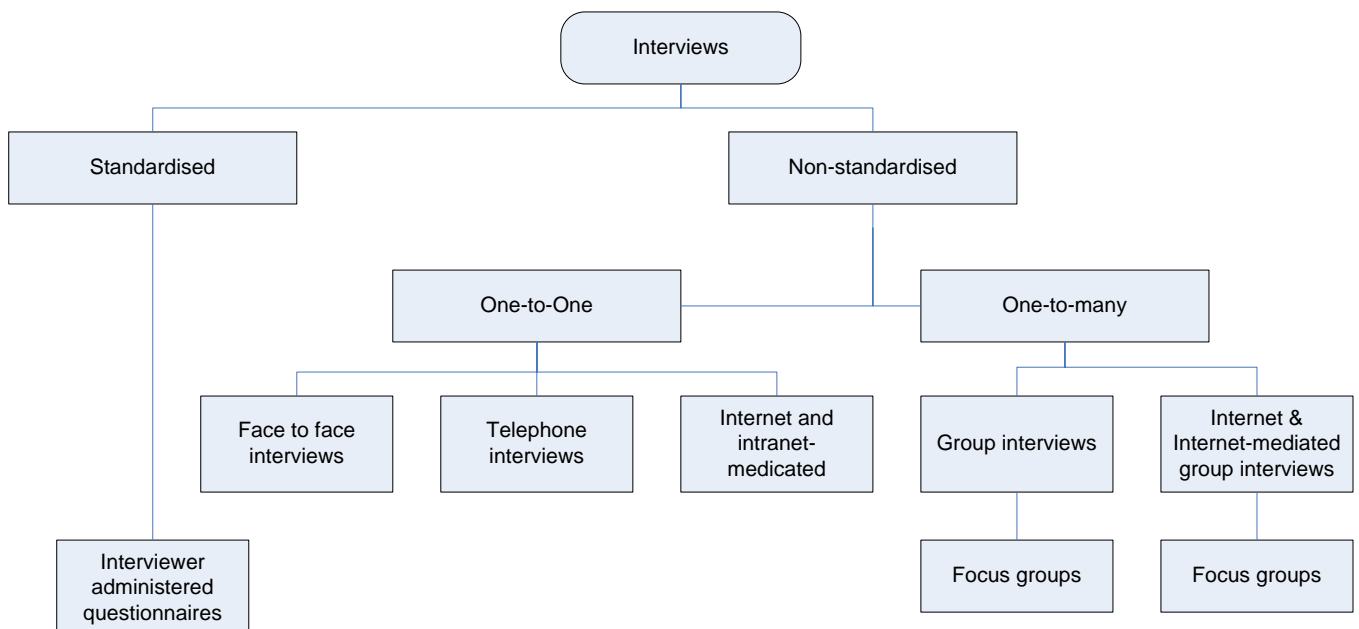 Interviews
Standardised
Non-standardised
One-to-One
One-to-many
Face to face
interviews
Telephone
interviews
Internet and
intranet-
medicated
Group interviews
Internet &
Internet-mediated
group interviews
Interviewer
administered
questionnaires
Focus groups
Focus groups